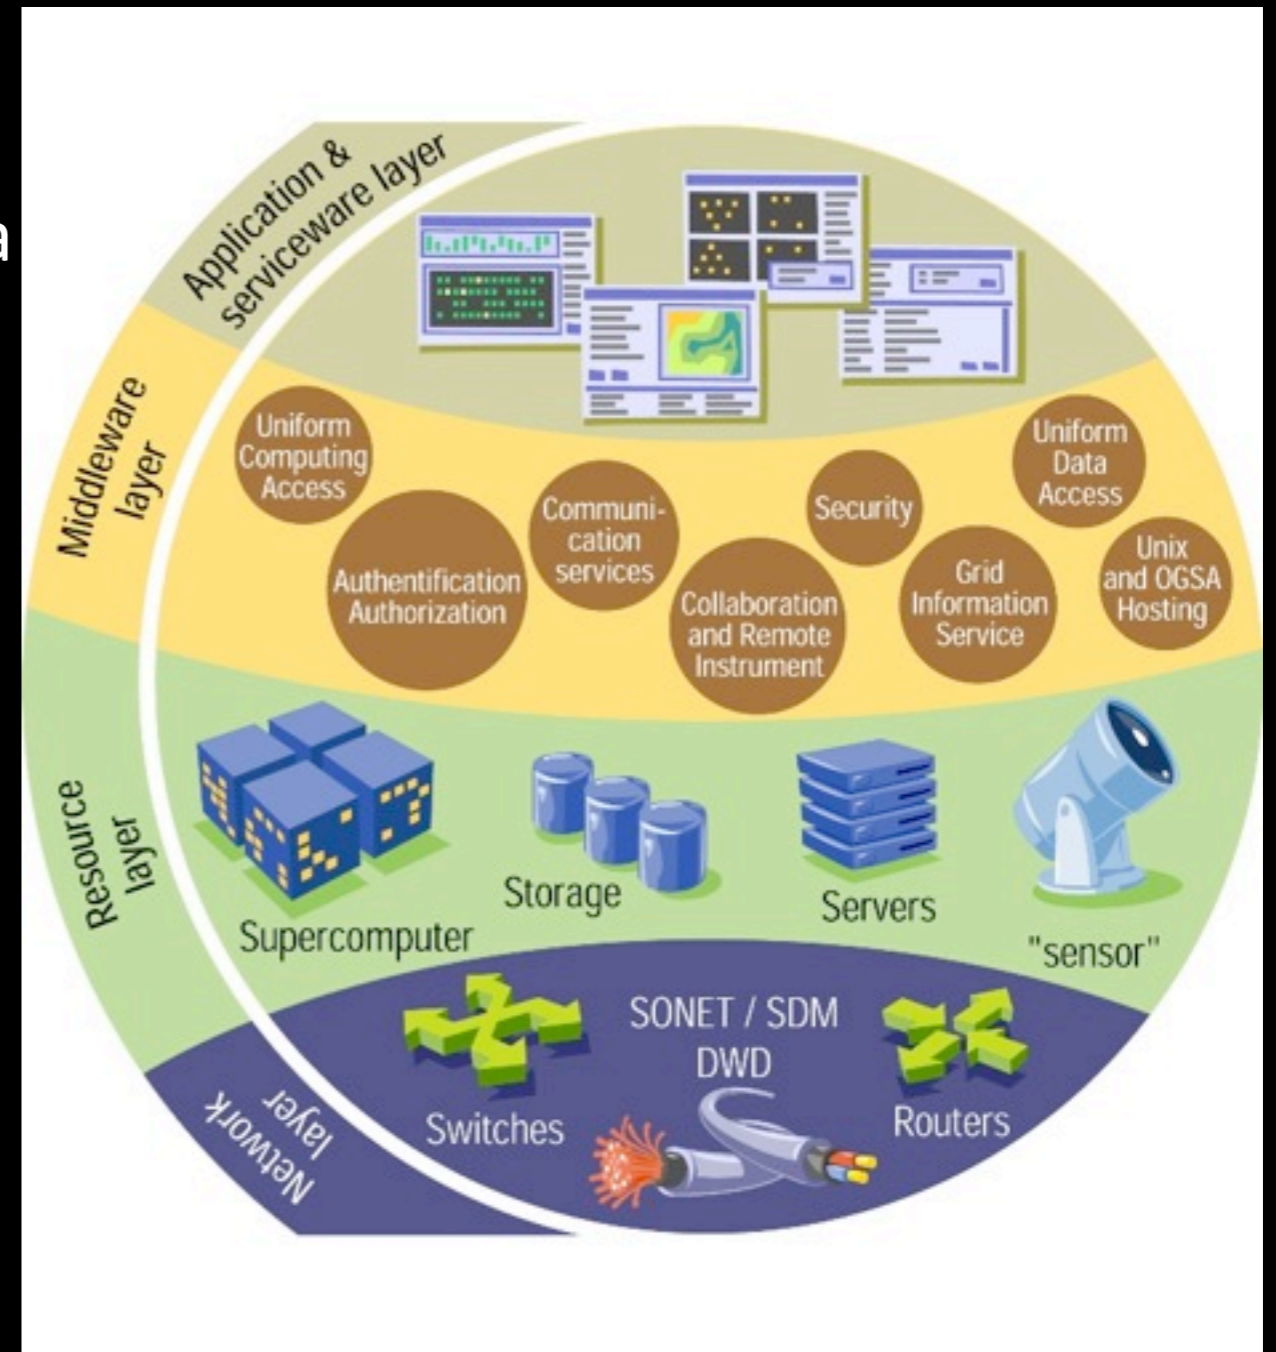 a
Application &
serviceware layer
Middleware
layer
Uniform
Computing
Access
Authentification
Authorization
Communi-
cation
services
Collaboration
and Remote
Instrument
Security
Grid
Information
Service
Uniform
Data
Access
Unix
and OGSA
Hosting
Resource
layer
Supercomputer
Storage
Servers
"sensor"
Network
layer
Switches
SONET / SDM
DWD
Routers